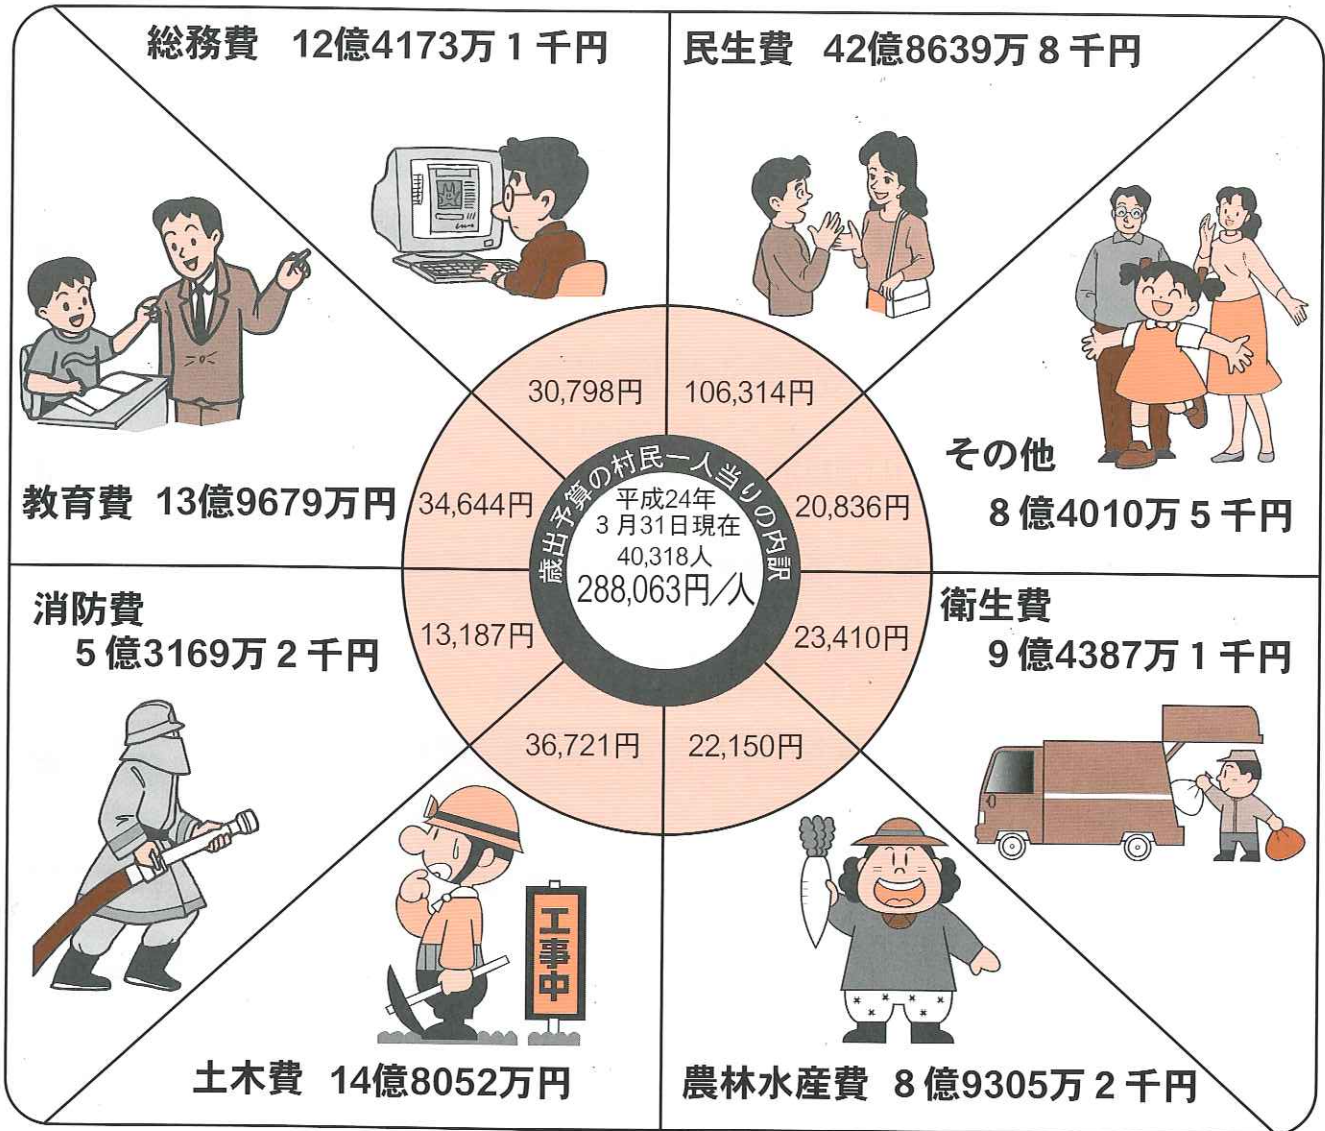 総務費 12億4173万1千円
民生費 42億8639万8千円
教育費 13億9679万円
その他
8億4010万5千円
消防費
5億3169万2千円
衛生費
9億4387万1千円
土木費 14億8052万円
農林水産費 8億9305万2千円
工事中
30,798円
106,314円
34,644円
20,836円
13,187円
23,410円
36,721円
22,150円
歳出予算の村民一人当りの内訳
平成24年
3月31日現在
40,318人
288,063円/人